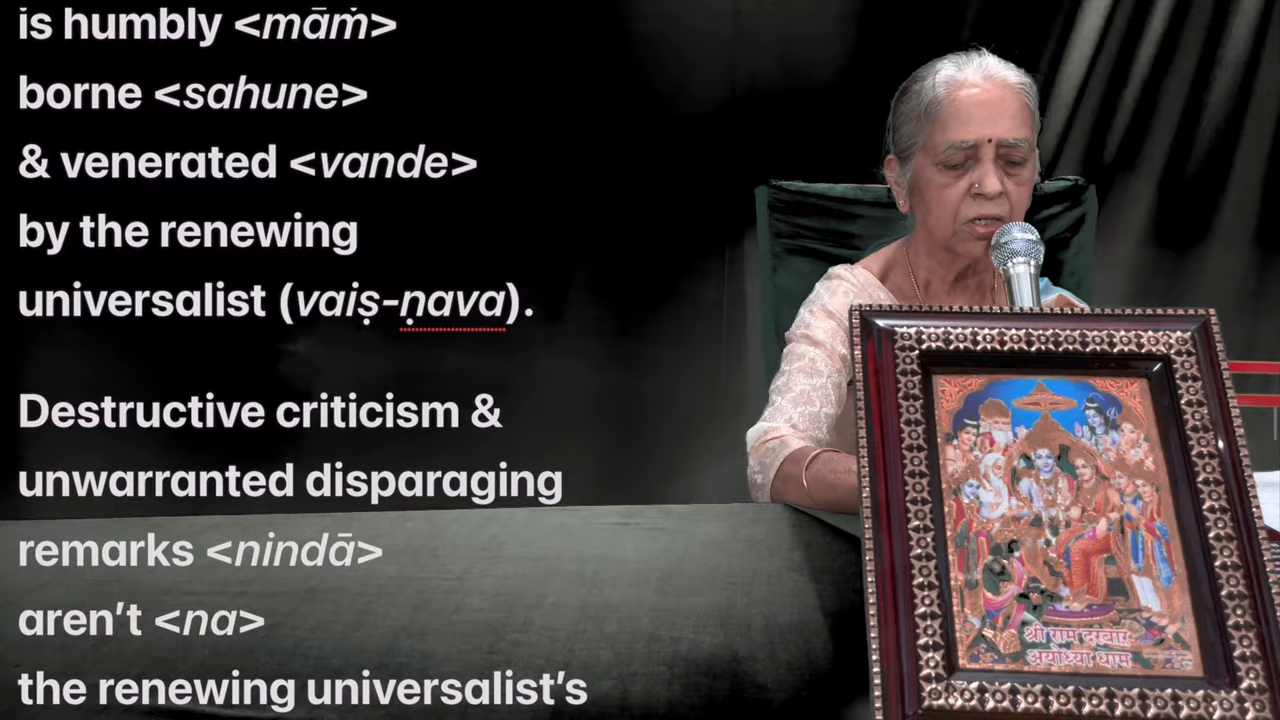 is humbly <māṁ>
borne <sahune>
& venerated <vande>
by the renewing
universalist (vaiṣ-ṇava).
Destructive criticism &
unwarranted disparaging
remarks <nindā>
aren't <na>
the renewing universalist's
श्री राम दरबार
अयोध्या धाम